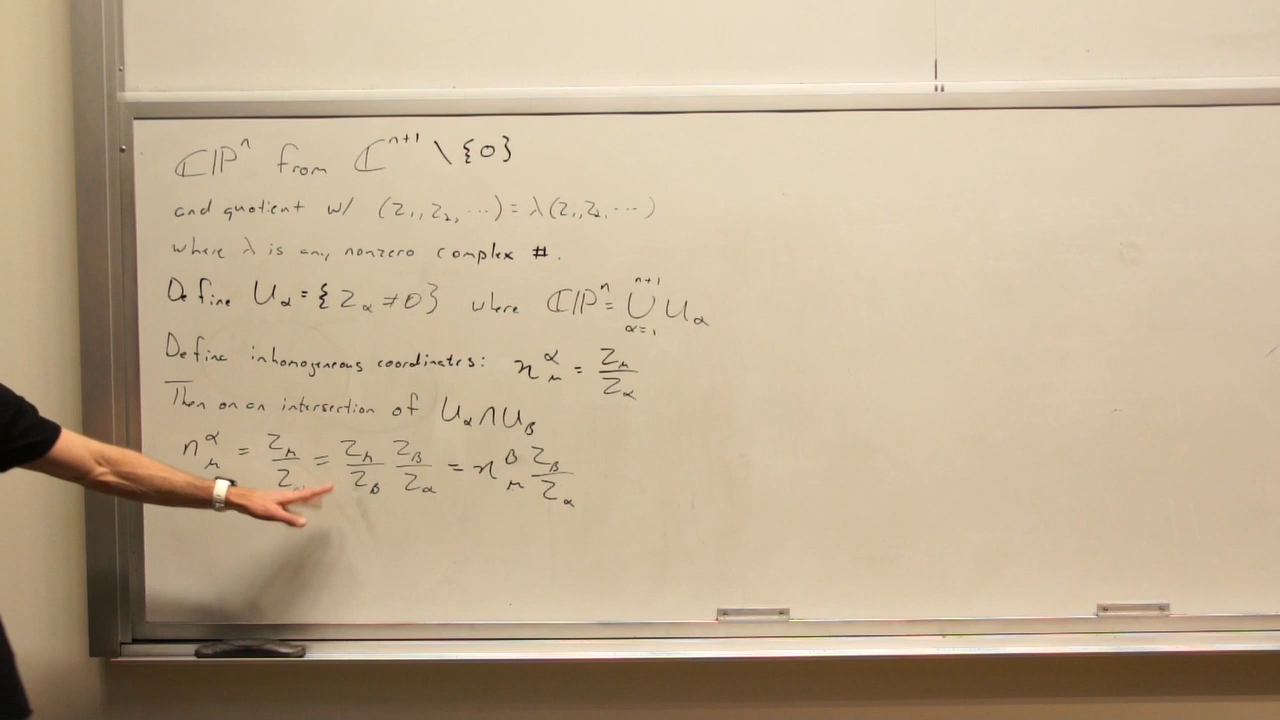 ℂℙⁿ from ℂⁿ⁺¹ \ {0}
and quotient w/ (Z₁, Z₂, ⋯) = λ(Z₁, Z₂, ⋯)
where λ is any nonzero complex #.
Define U_α = {Z_α ≠ 0} where ℂℙⁿ = ⋃_{α=1}^{n+1} U_α
Define inhomogeneous coordinates: n^α_μ = Z_μ / Z_α
Then on an intersection of U_α ∩ U_β
n^α_μ = Z_μ / Z_α = Z_μ / Z_β Z_β / Z_α = n^β_μ Z_β / Z_α